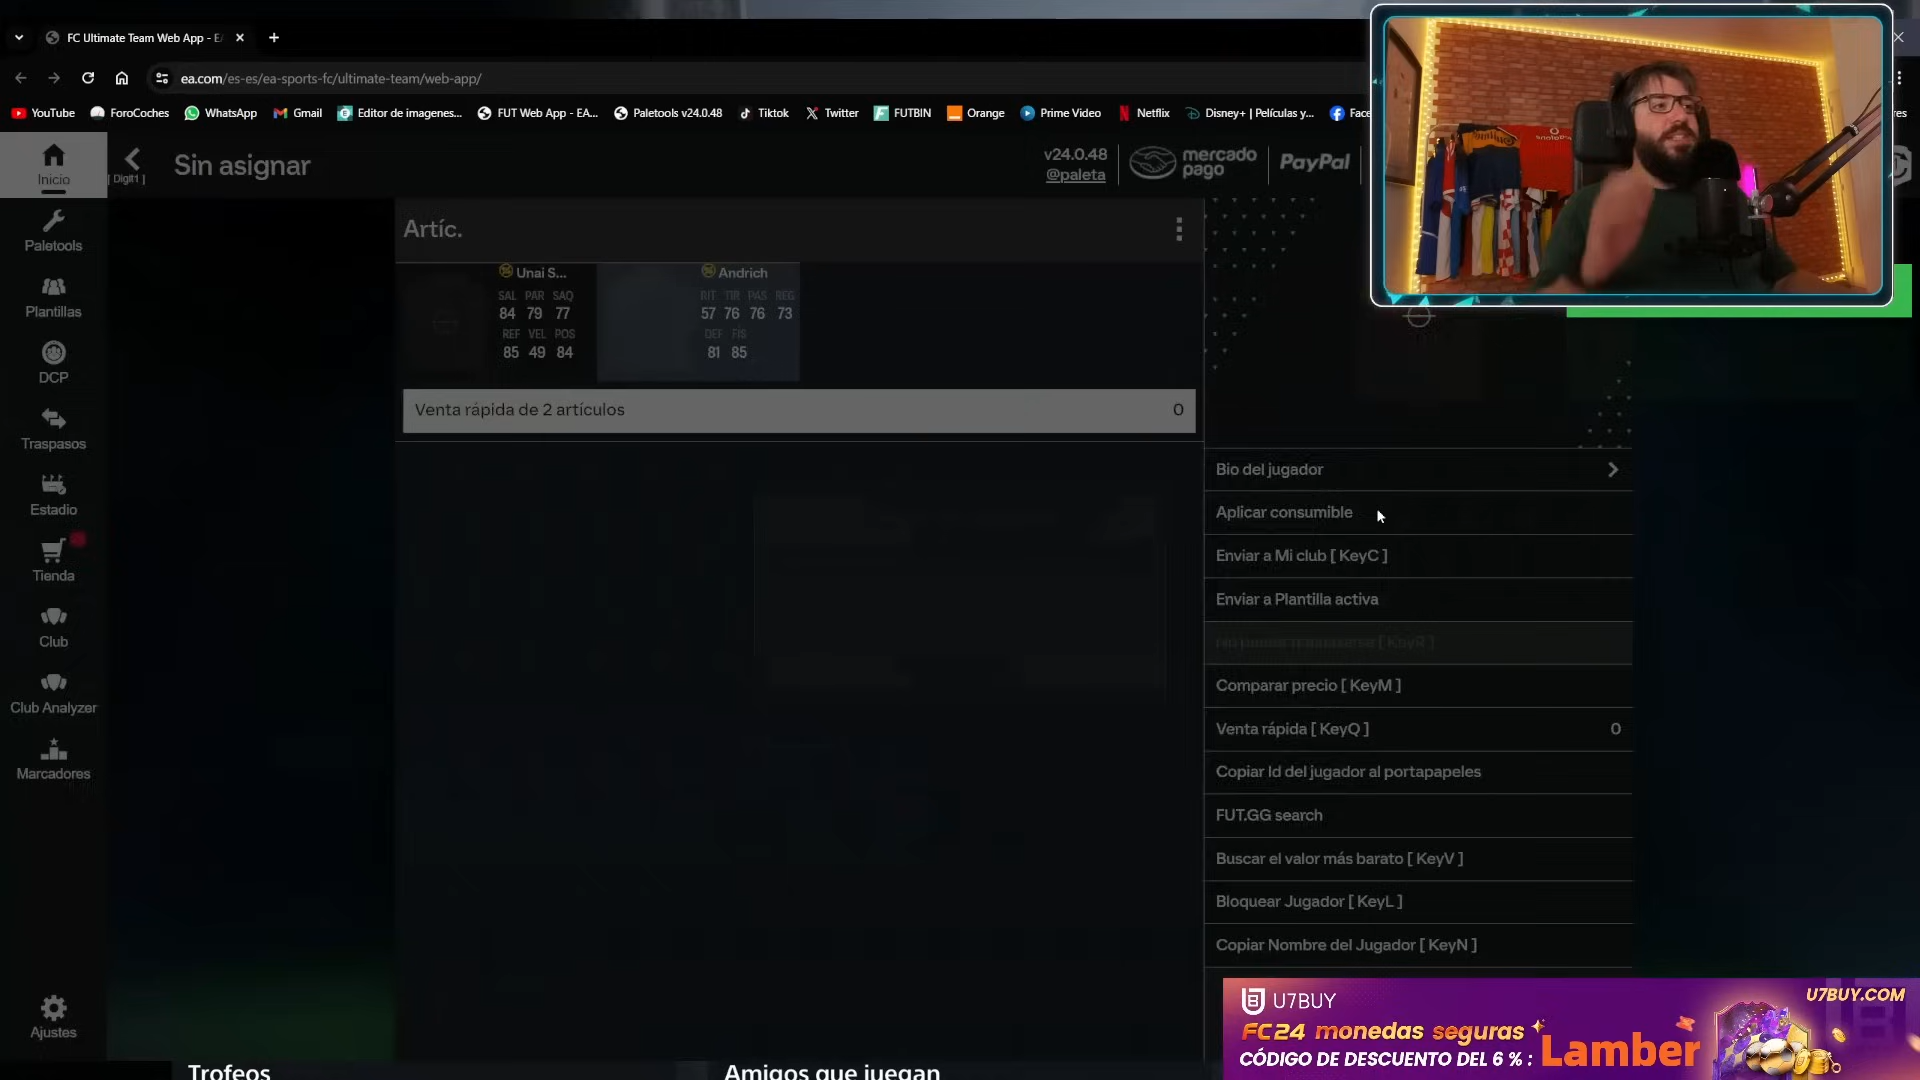 FC Ultimate Team Web App - E
ea.com/es-es/ea-sports-fc/ultimate-team/web-app/
YouTube
ForoCoches
WhatsApp
Gmail
Editor de imagenes...
FUT Web App - EA...
Paletools v24.0.48
Tiktok
Twitter
FUTBIN
Orange
Prime Video
Netflix
Disney+ | Películas y...
Face
res
Inicio
[ Digit1 ]
Sin asignar
v24.0.48
@paleta
mercado
pago
PayPal
Paletools
Plantillas
DCP
Traspasos
Estadio
Tienda
Club
Club Analyzer
Marcadores
Ajustes
Artíc.
Unai S...
SAL PAR SAQ
84 79 77
REF VEL POS
85 49 84
Andrich
RIT TIR PAS REG
57 76 76 73
DEF FIS
81 85
Venta rápida de 2 artículos 0
Bio del jugador
Aplicar consumible
Enviar a Mi club [ KeyC ]
Enviar a Plantilla activa
Comparar precio [ KeyM ]
Venta rápida [ KeyQ ] 0
Copiar Id del jugador al portapapeles
FUT.GG search
Buscar el valor más barato [ KeyV ]
Bloquear Jugador [ KeyL ]
Copiar Nombre del Jugador [ KeyN ]
U7BUY
U7BUY.COM
FC24 monedas seguras
CÓDIGO DE DESCUENTO DEL 6 % : Lamber
Trofeos
Amigos que juegan